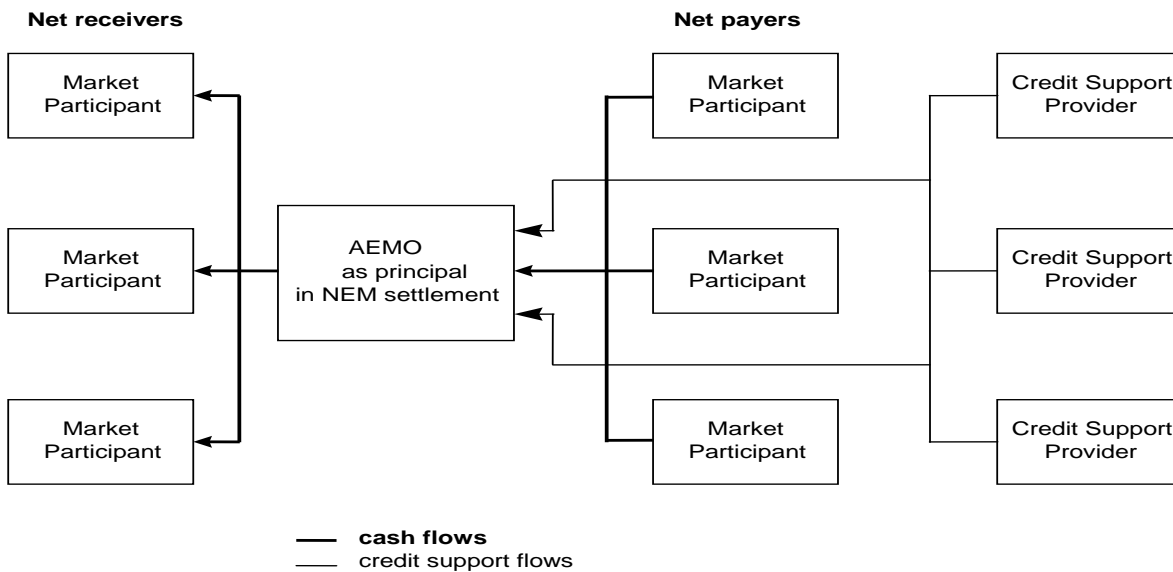 Net receivers
Net payers
Market
Participant
Market
Participant
Credit Support
Provider
AEMO
as principal
in NEM settlement
Market
Participant
Market
Participant
Credit Support
Provider
Market
Participant
Market
Participant
Credit Support
Provider
cash flows
credit support flows